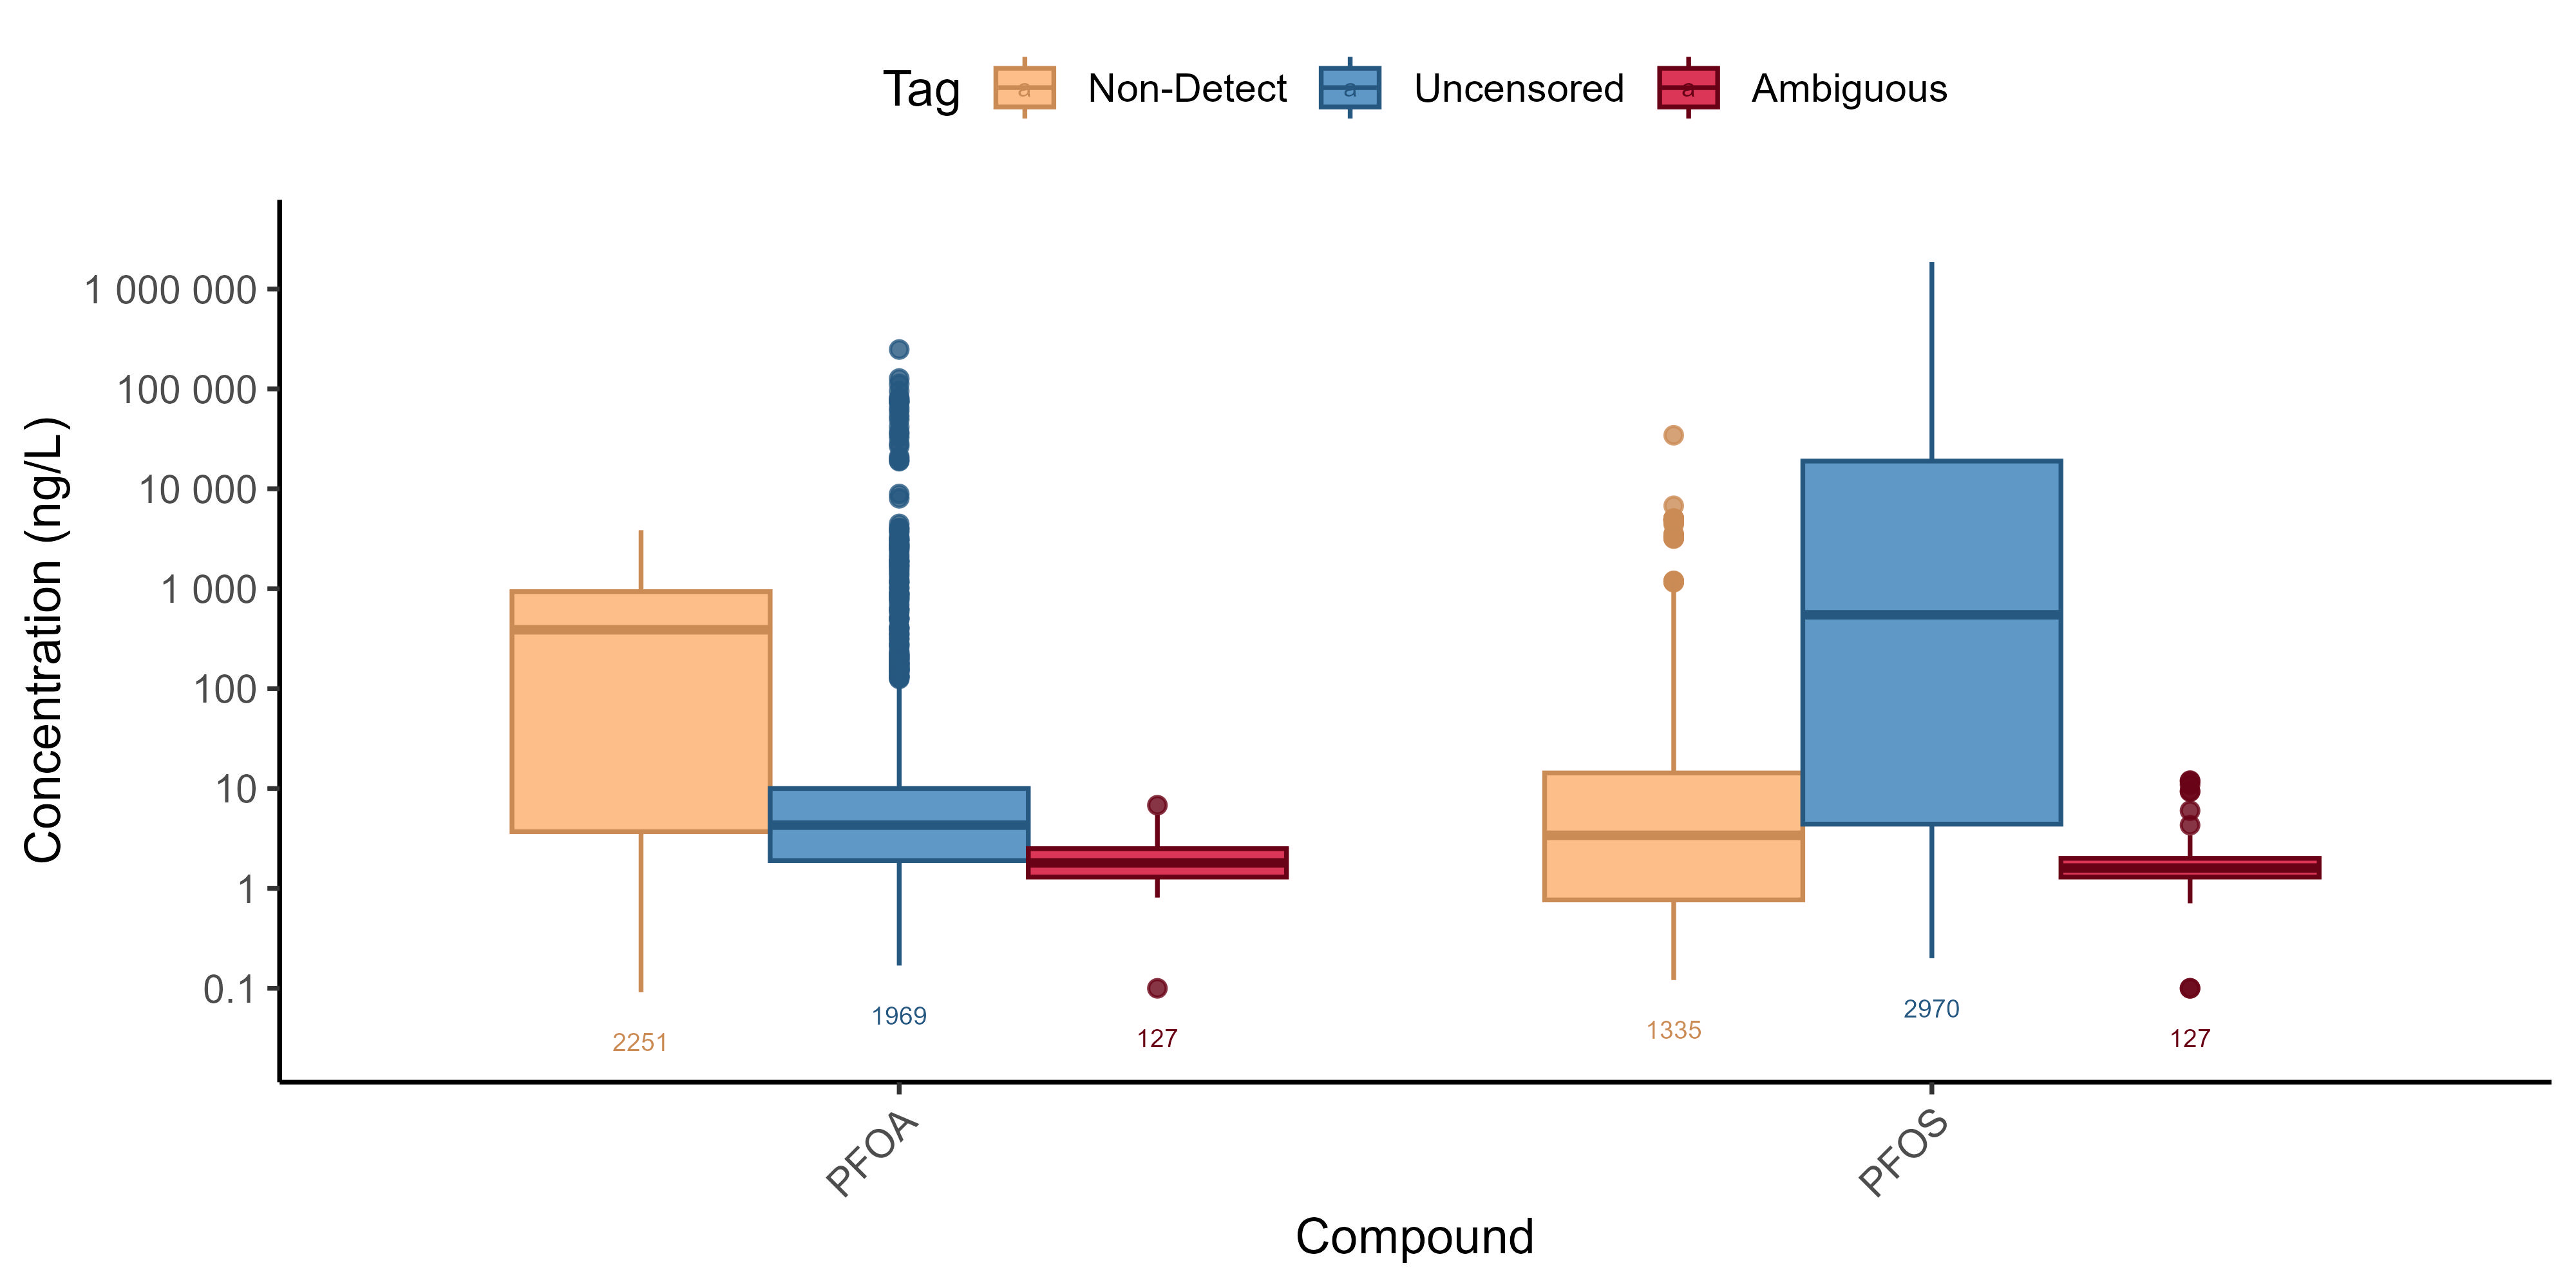 Tag a Non-Detect a Uncensored a Ambiguous
Concentration (ng/L)
1 000 000
100 000
10 000
1 000
100
10
1
0.1
2251 1969 127 1335 2970 127
PFOA PFOS
Compound